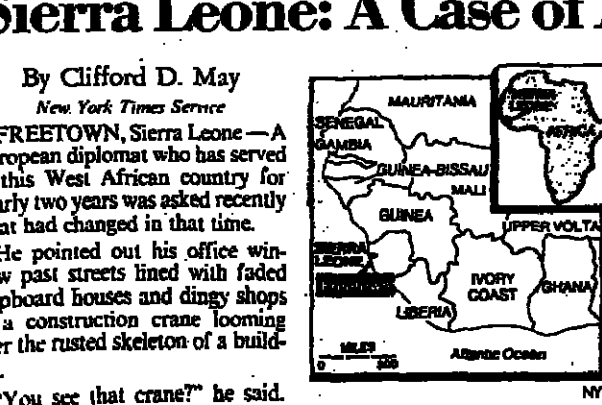 Sierra Leone: A Case of
By Clifford D. May
New York Times Service
FREETOWN, Sierra Leone — A
ropean diplomat who has served
this West African country for
arly two years was asked recently
at had changed in that time.
He pointed out his office win-
w past streets lined with faded
pboard houses and dingy shops
a construction crane looming
er the rusted skeleton of a build-
"You see that crane?" he said.
MAURITANIA
SENEGAL
GAMBIA
GUINEA-BISSAU
MALI
GUINEA
UPPER VOLTA
SIERRA
LEONE
IVORY
COAST
GHANA
LIBERIA
MILES
0 300
Atlantic Ocean
AFRICA
NY